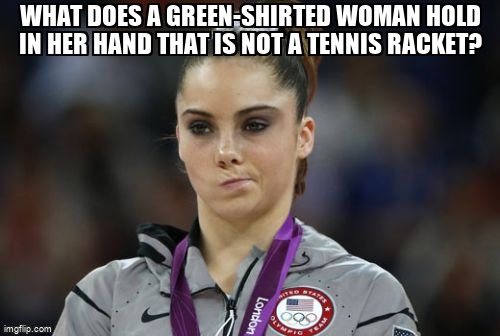 WHAT DOES A GREEN-SHIRTED WOMAN HOLD
IN HER HAND THAT IS NOT A TENNIS RACKET?
London
UNITED STATES
OLYMPIC TEAM
imgflip.com